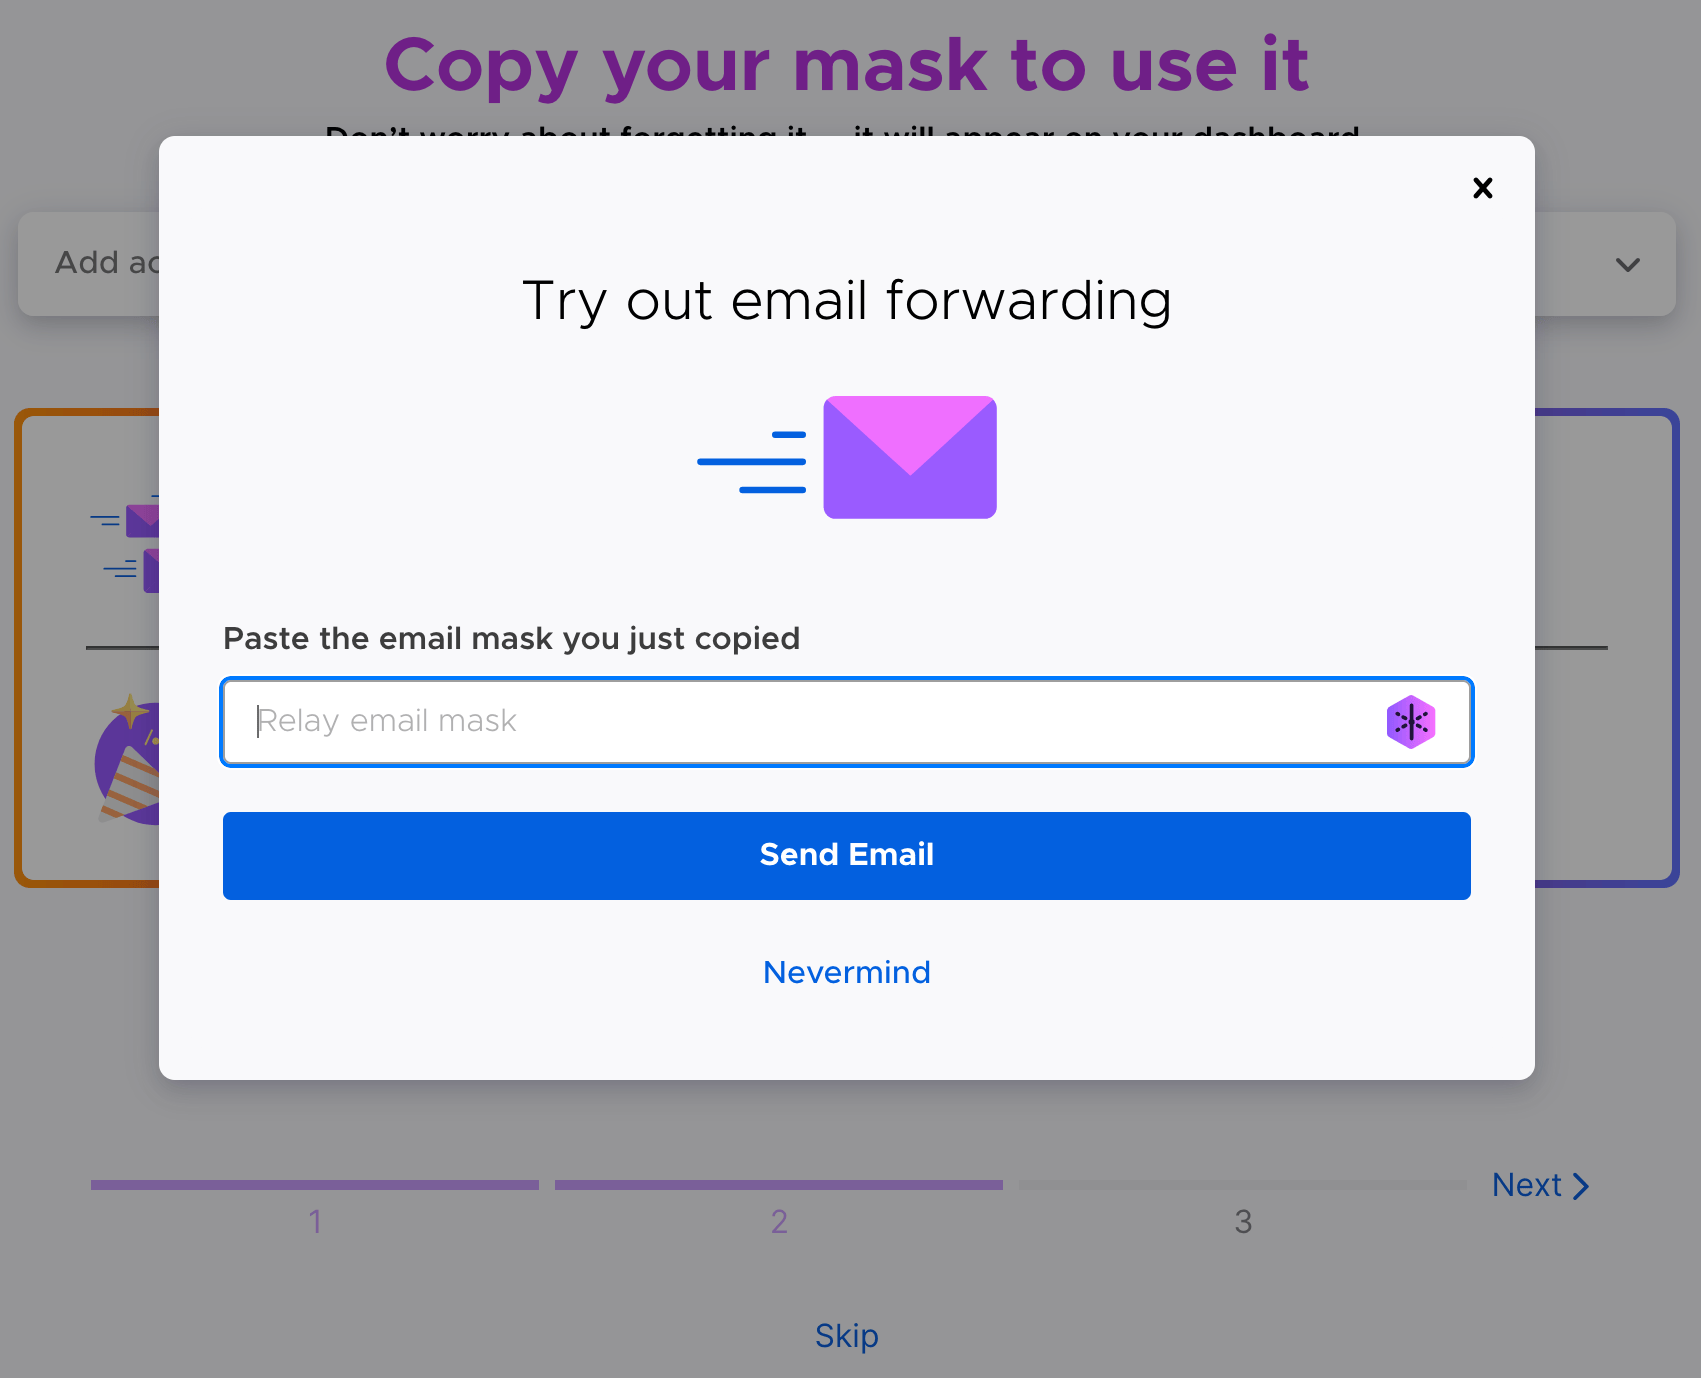 Copy your mask to use it
Don't worry about forgetting it – it will appear on your dashboard
Add
Try out email forwarding
Paste the email mask you just copied
Relay email mask
Send Email
Nevermind
Next
1
2
3
Skip